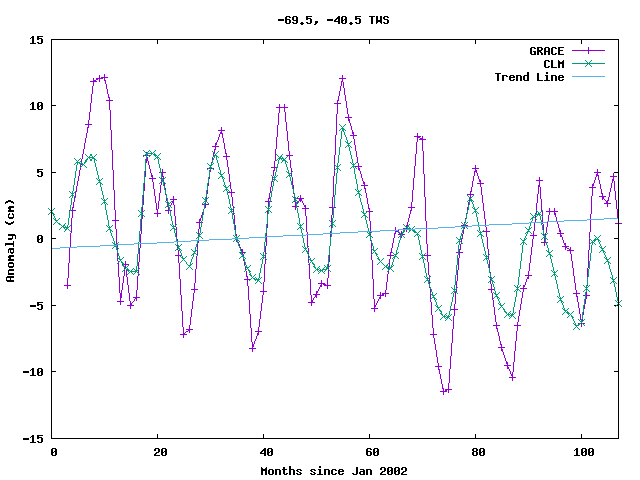 -69.5, -40.5 TWS
GRACE
CLM
Trend Line
15
10
5
0
-5
-10
-15
Anomaly (cm)
0 20 40 60 80 100
Months since Jan 2002